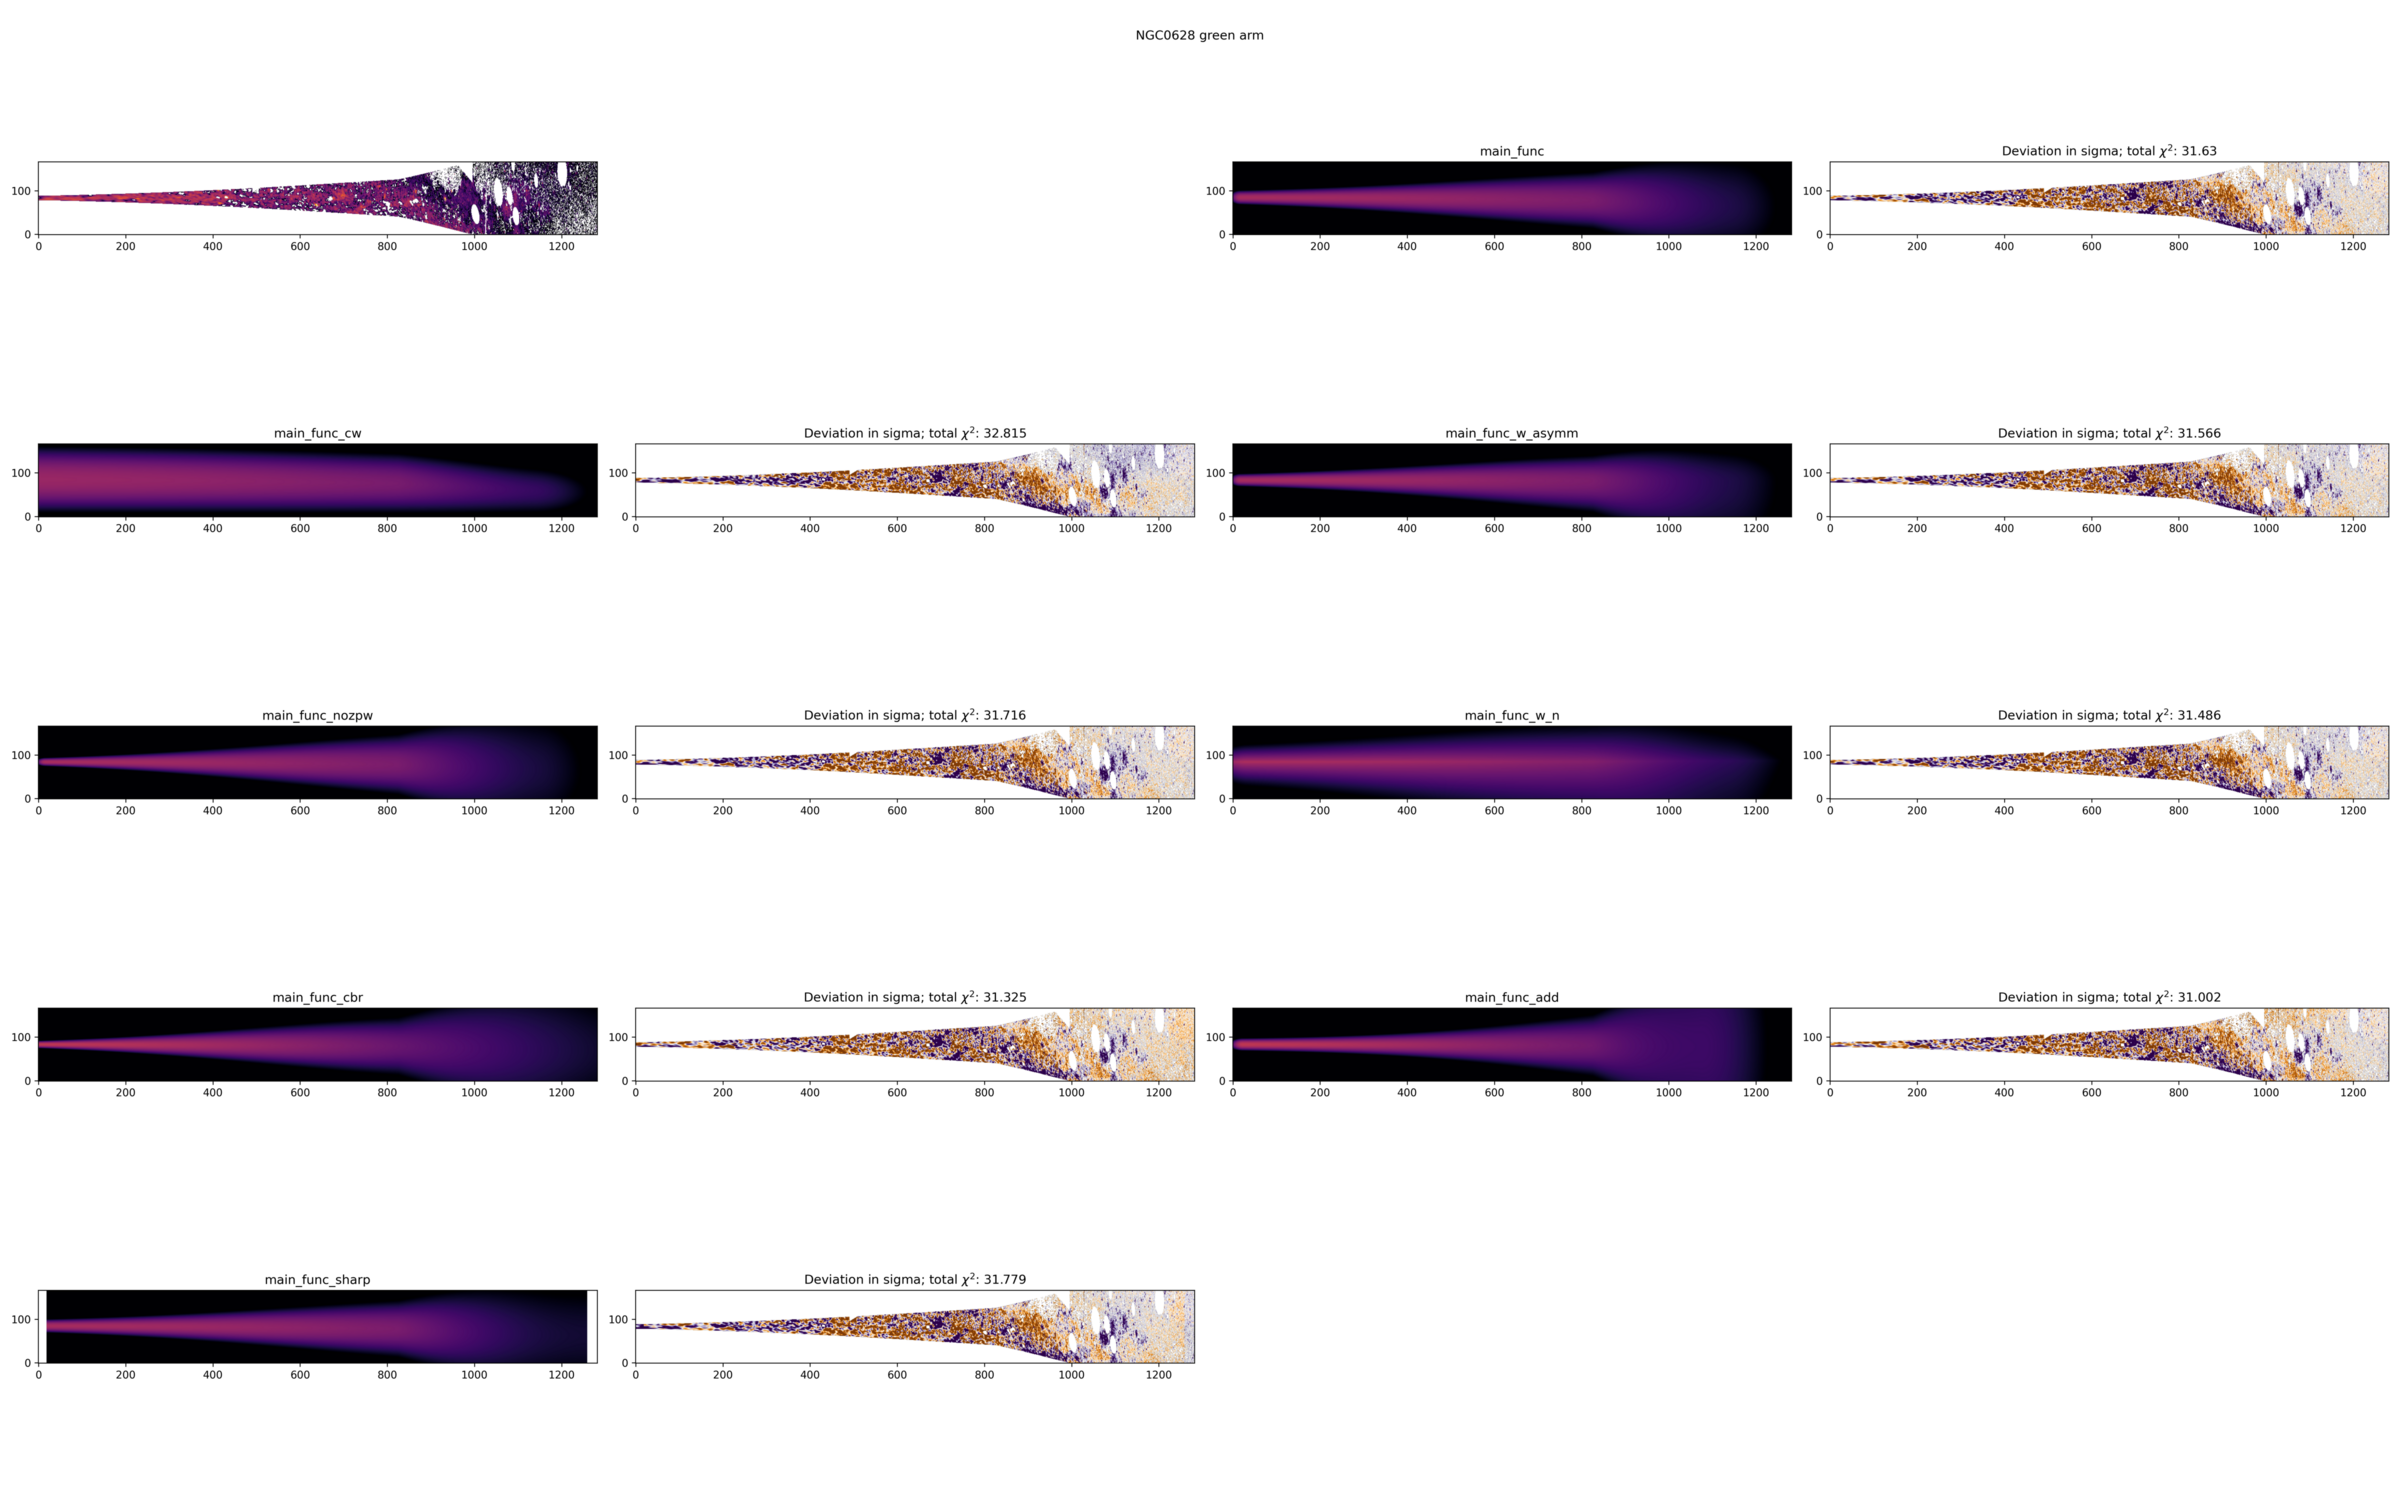 NGC0628 green arm
100
0
0 200 400 600 800 1000 1200
main_func
100
0
0 200 400 600 800 1000 1200
Deviation in sigma; total χ²: 31.63
100
0
0 200 400 600 800 1000 1200
main_func_cw
100
0
0 200 400 600 800 1000 1200
Deviation in sigma; total χ²: 32.815
100
0
0 200 400 600 800 1000 1200
main_func_w_asymm
100
0
0 200 400 600 800 1000 1200
Deviation in sigma; total χ²: 31.566
100
0
0 200 400 600 800 1000 1200
main_func_nozpw
100
0
0 200 400 600 800 1000 1200
Deviation in sigma; total χ²: 31.716
100
0
0 200 400 600 800 1000 1200
main_func_w_n
100
0
0 200 400 600 800 1000 1200
Deviation in sigma; total χ²: 31.486
100
0
0 200 400 600 800 1000 1200
main_func_cbr
100
0
0 200 400 600 800 1000 1200
Deviation in sigma; total χ²: 31.325
100
0
0 200 400 600 800 1000 1200
main_func_add
100
0
0 200 400 600 800 1000 1200
Deviation in sigma; total χ²: 31.002
100
0
0 200 400 600 800 1000 1200
main_func_sharp
100
0
0 200 400 600 800 1000 1200
Deviation in sigma; total χ²: 31.779
100
0
0 200 400 600 800 1000 1200